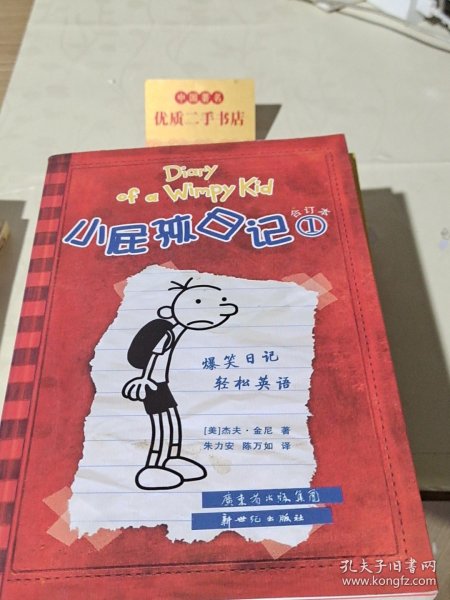 中国著名
优质二手书店
Diary
of a Wimpy Kid
小屁孩日记①
合订本
爆笑日记
轻松英语
[美]杰夫·金尼 著
朱力安 陈万如 译
广东省出版集团
新世纪出版社
孔夫子旧书网
www.kongfz.com